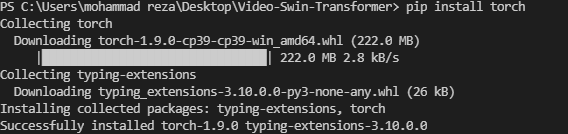 PS C:\Users\mohammad reza\Desktop\Video-Swin-Transformer> pip install torch
Collecting torch
  Downloading torch-1.9.0-cp39-cp39-win_amd64.whl (222.0 MB)
     |████████████████████████████████| 222.0 MB 2.8 kB/s
Collecting typing-extensions
  Downloading typing_extensions-3.10.0.0-py3-none-any.whl (26 kB)
Installing collected packages: typing-extensions, torch
Successfully installed torch-1.9.0 typing-extensions-3.10.0.0